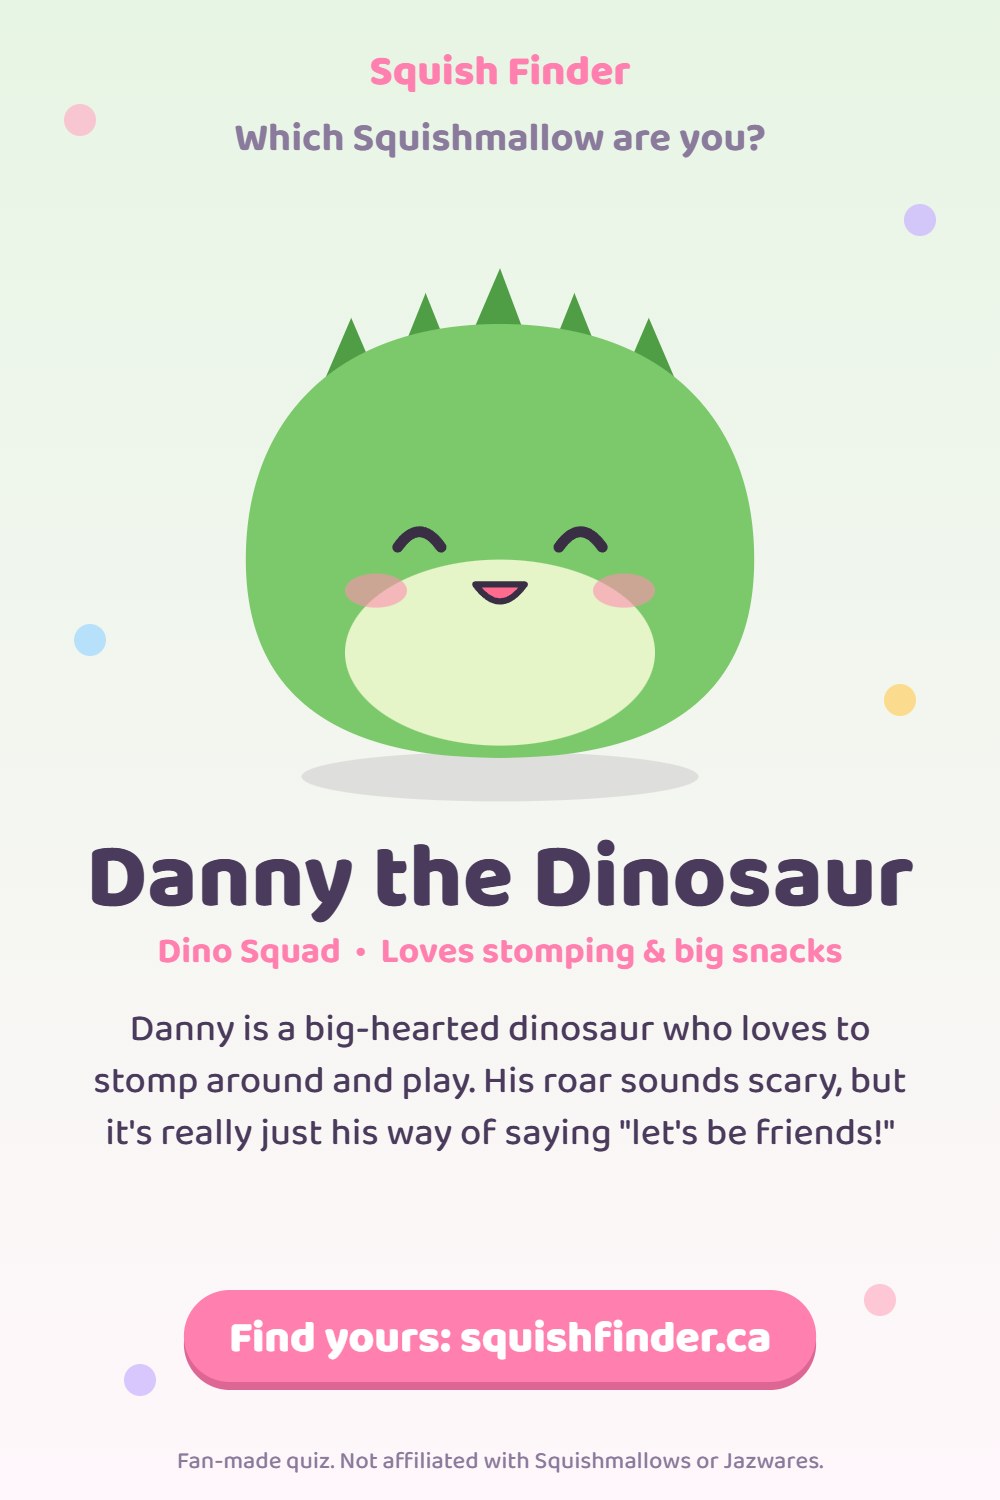 Squish Finder
Which Squishmallow are you?
Danny the Dinosaur
Dino Squad • Loves stomping & big snacks
Danny is a big-hearted dinosaur who loves to
stomp around and play. His roar sounds scary, but
it's really just his way of saying "let's be friends!"
Find yours: squishfinder.ca
Fan-made quiz. Not affiliated with Squishmallows or Jazwares.